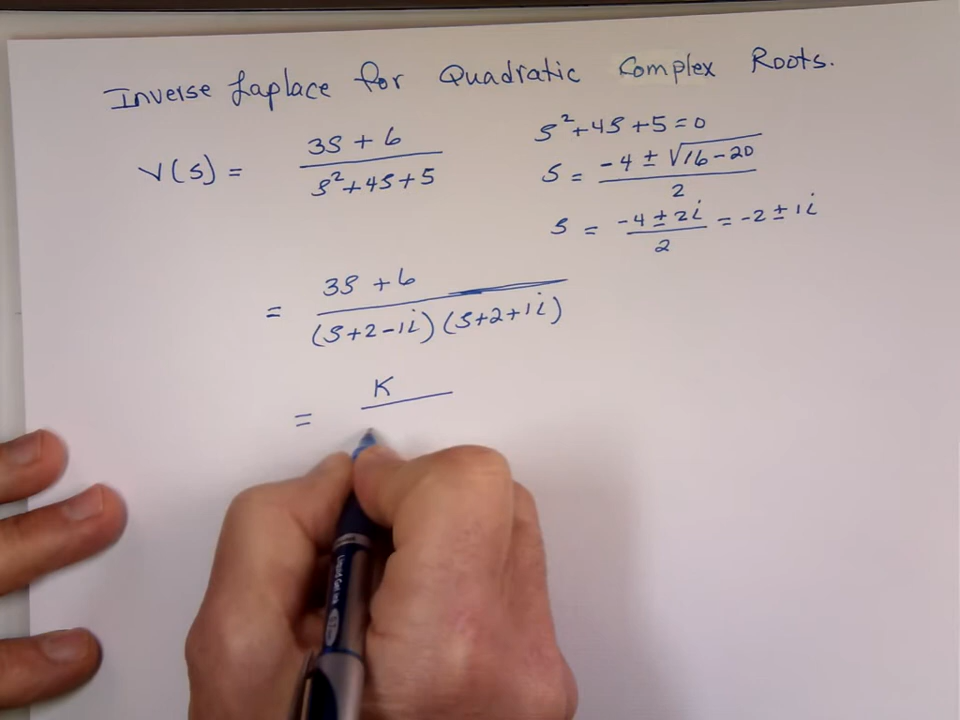 Inverse Laplace for Quadratic Complex Roots.
V(s) = 3s + 6 / s²+4s+5
s²+4s+5=0
s = -4 ± √16-20 / 2
s = -4 ± 2i / 2 = -2 ± 1i
= 3s + 6 / (s+2-1i)(s+2+1i)
= K